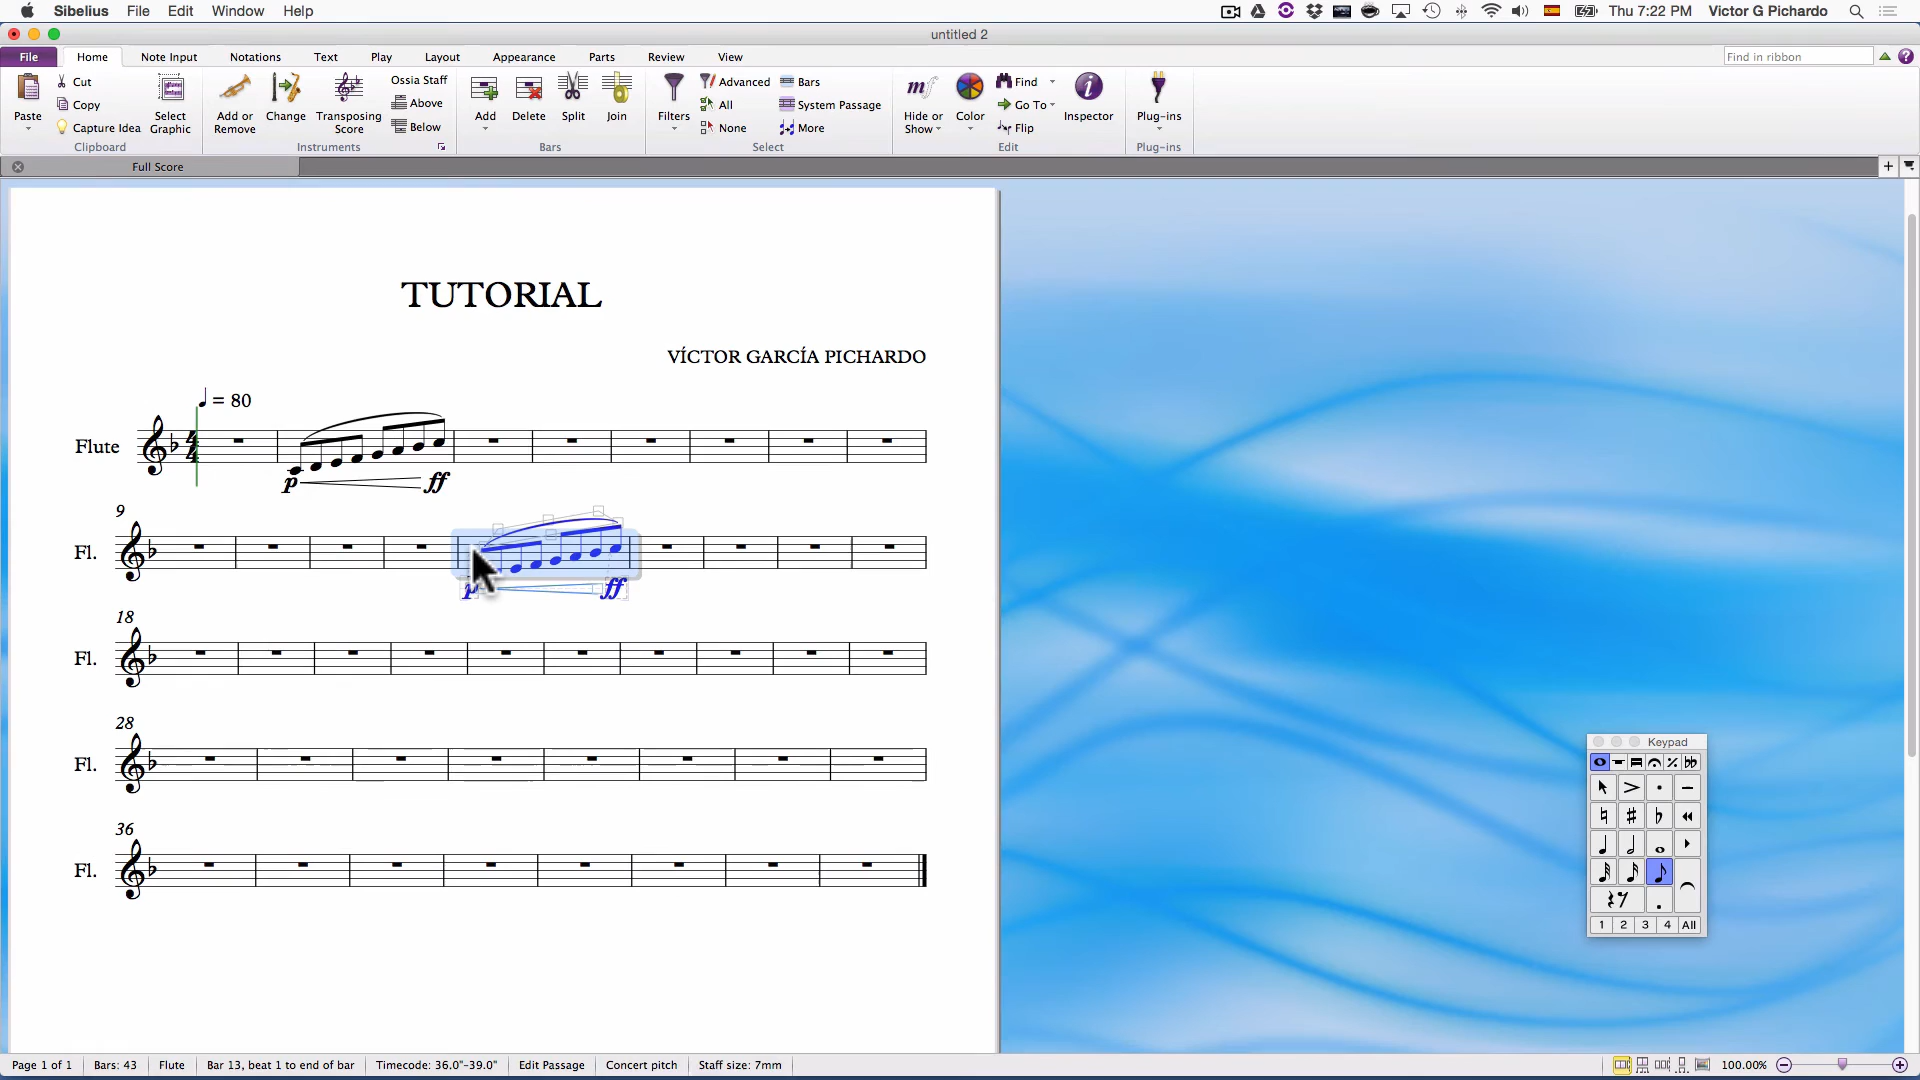 Sibelius File Edit Window Help Thu 7:22 PM Victor G Pichardo
untitled 2
File Home Note Input Notations Text Play Layout Appearance Parts Review View Find in ribbon
Cut Ossia Staff Advanced Bars Find
Copy Above All System Passage Go To
Capture Idea Below None More Flip
Paste Select Graphic Add or Remove Change Transposing Score Add Delete Split Join Filters Hide or Show Color Inspector Plug-ins
Clipboard Instruments Bars Select Edit Plug-ins
Full Score
TUTORIAL
VÍCTOR GARCÍA PICHARDO
= 80
Flute
p ff
9
Fl.
p ff
18
Fl.
28
Fl.
36
Fl.
Keypad
1 2 3 4 All
Page 1 of 1 Bars: 43 Flute Bar 13, beat 1 to end of bar Timecode: 36.0"-39.0" Edit Passage Concert pitch Staff size: 7mm 100.00%